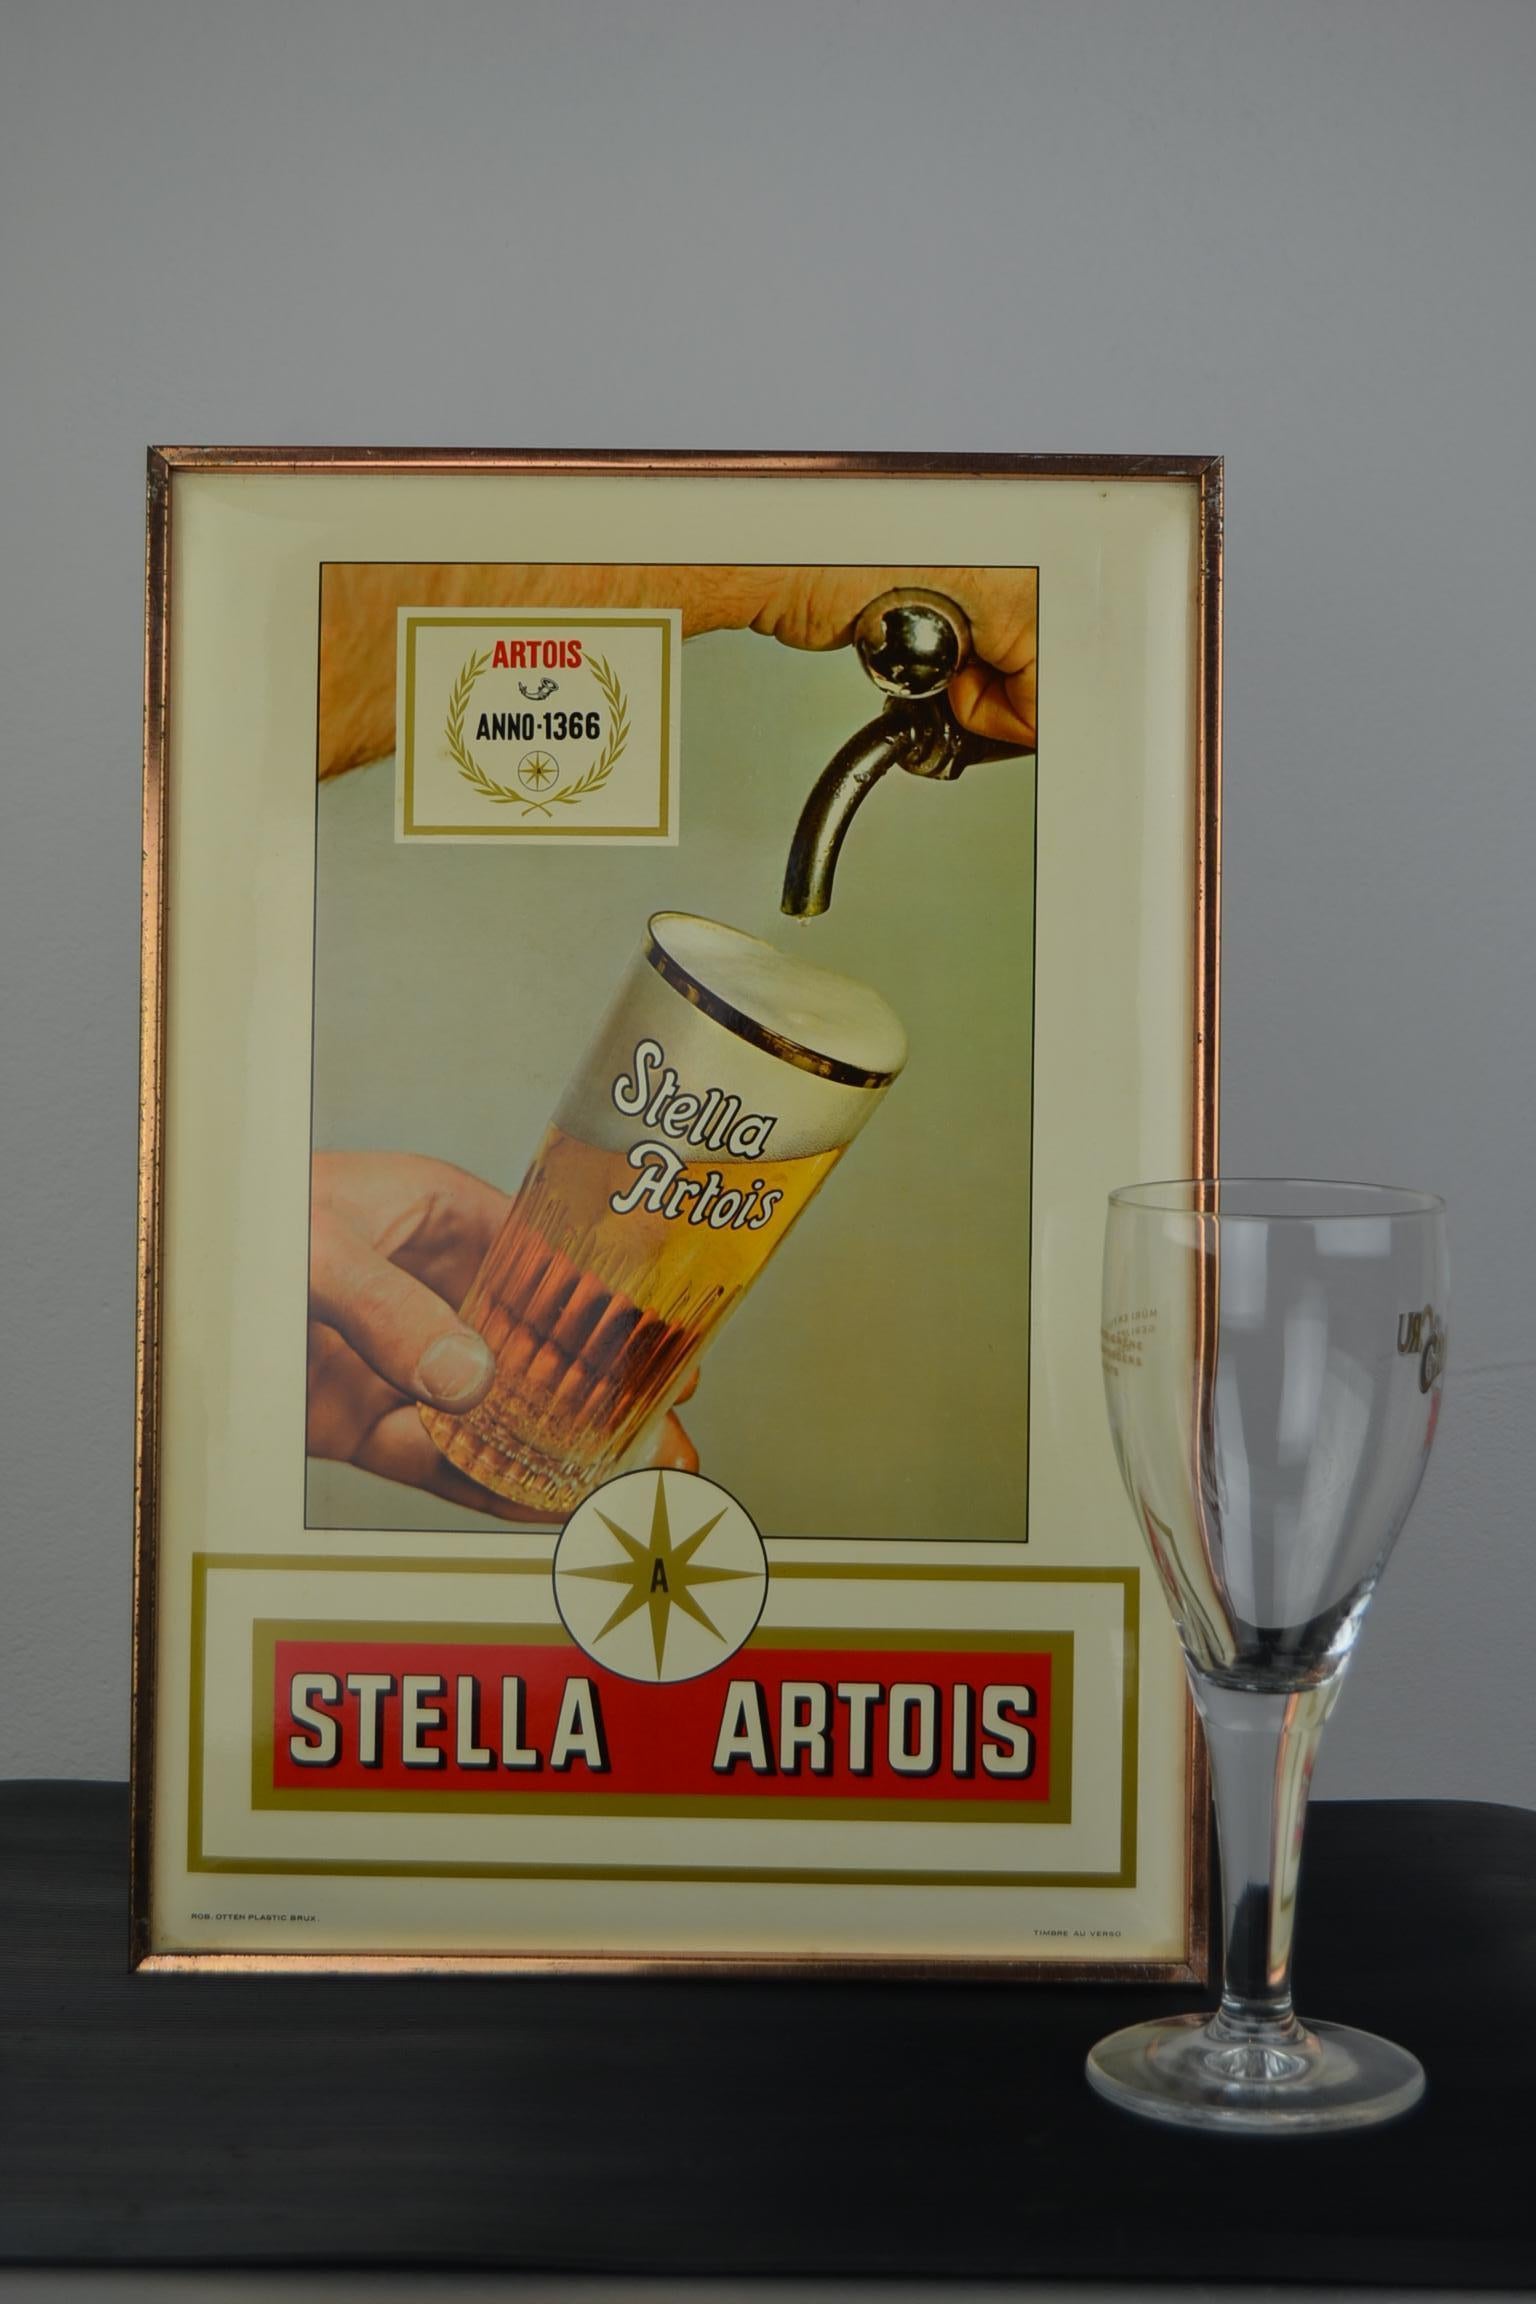 ARTOIS
ANNO·1366
A
Stella
Artois
A
STELLA ARTOIS
ROB. OTTEN PLASTIC BRUX.
TIMBRE AU VERSO